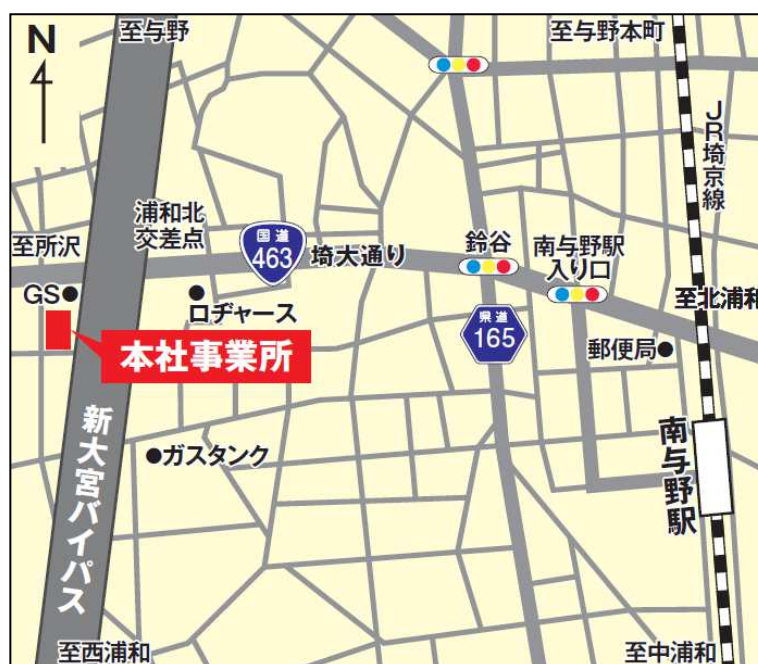 N
至与野
至与野本町
JR埼京線
浦和北
交差点
至所沢
国道
463
埼大通り
鈴谷
南与野駅
入り口
至北浦和
GS
ロヂャース
県道
165
郵便局
本社事業所
新大宮バイパス
ガスタンク
南与野駅
至西浦和
至中浦和